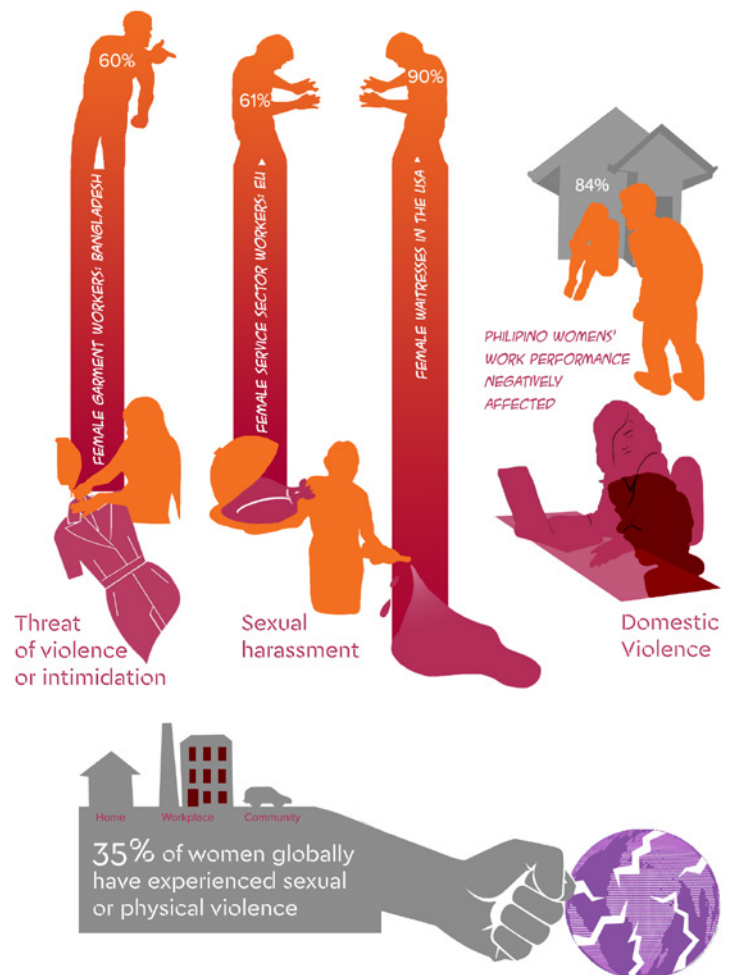 60%
FEMALE GARMENT WORKERS: BANGLADESH
Threat
of violence
or intimidation
61%
FEMALE SERVICE SECTOR WORKERS: EU
90%
FEMALE WAITRESSES IN THE USA
Sexual
harassment
84%
PHILIPINO WOMENS'
WORK PERFORMANCE
NEGATIVELY
AFFECTED
Domestic
Violence
Home
Workplace
Community
35% of women globally
have experienced sexual
or physical violence